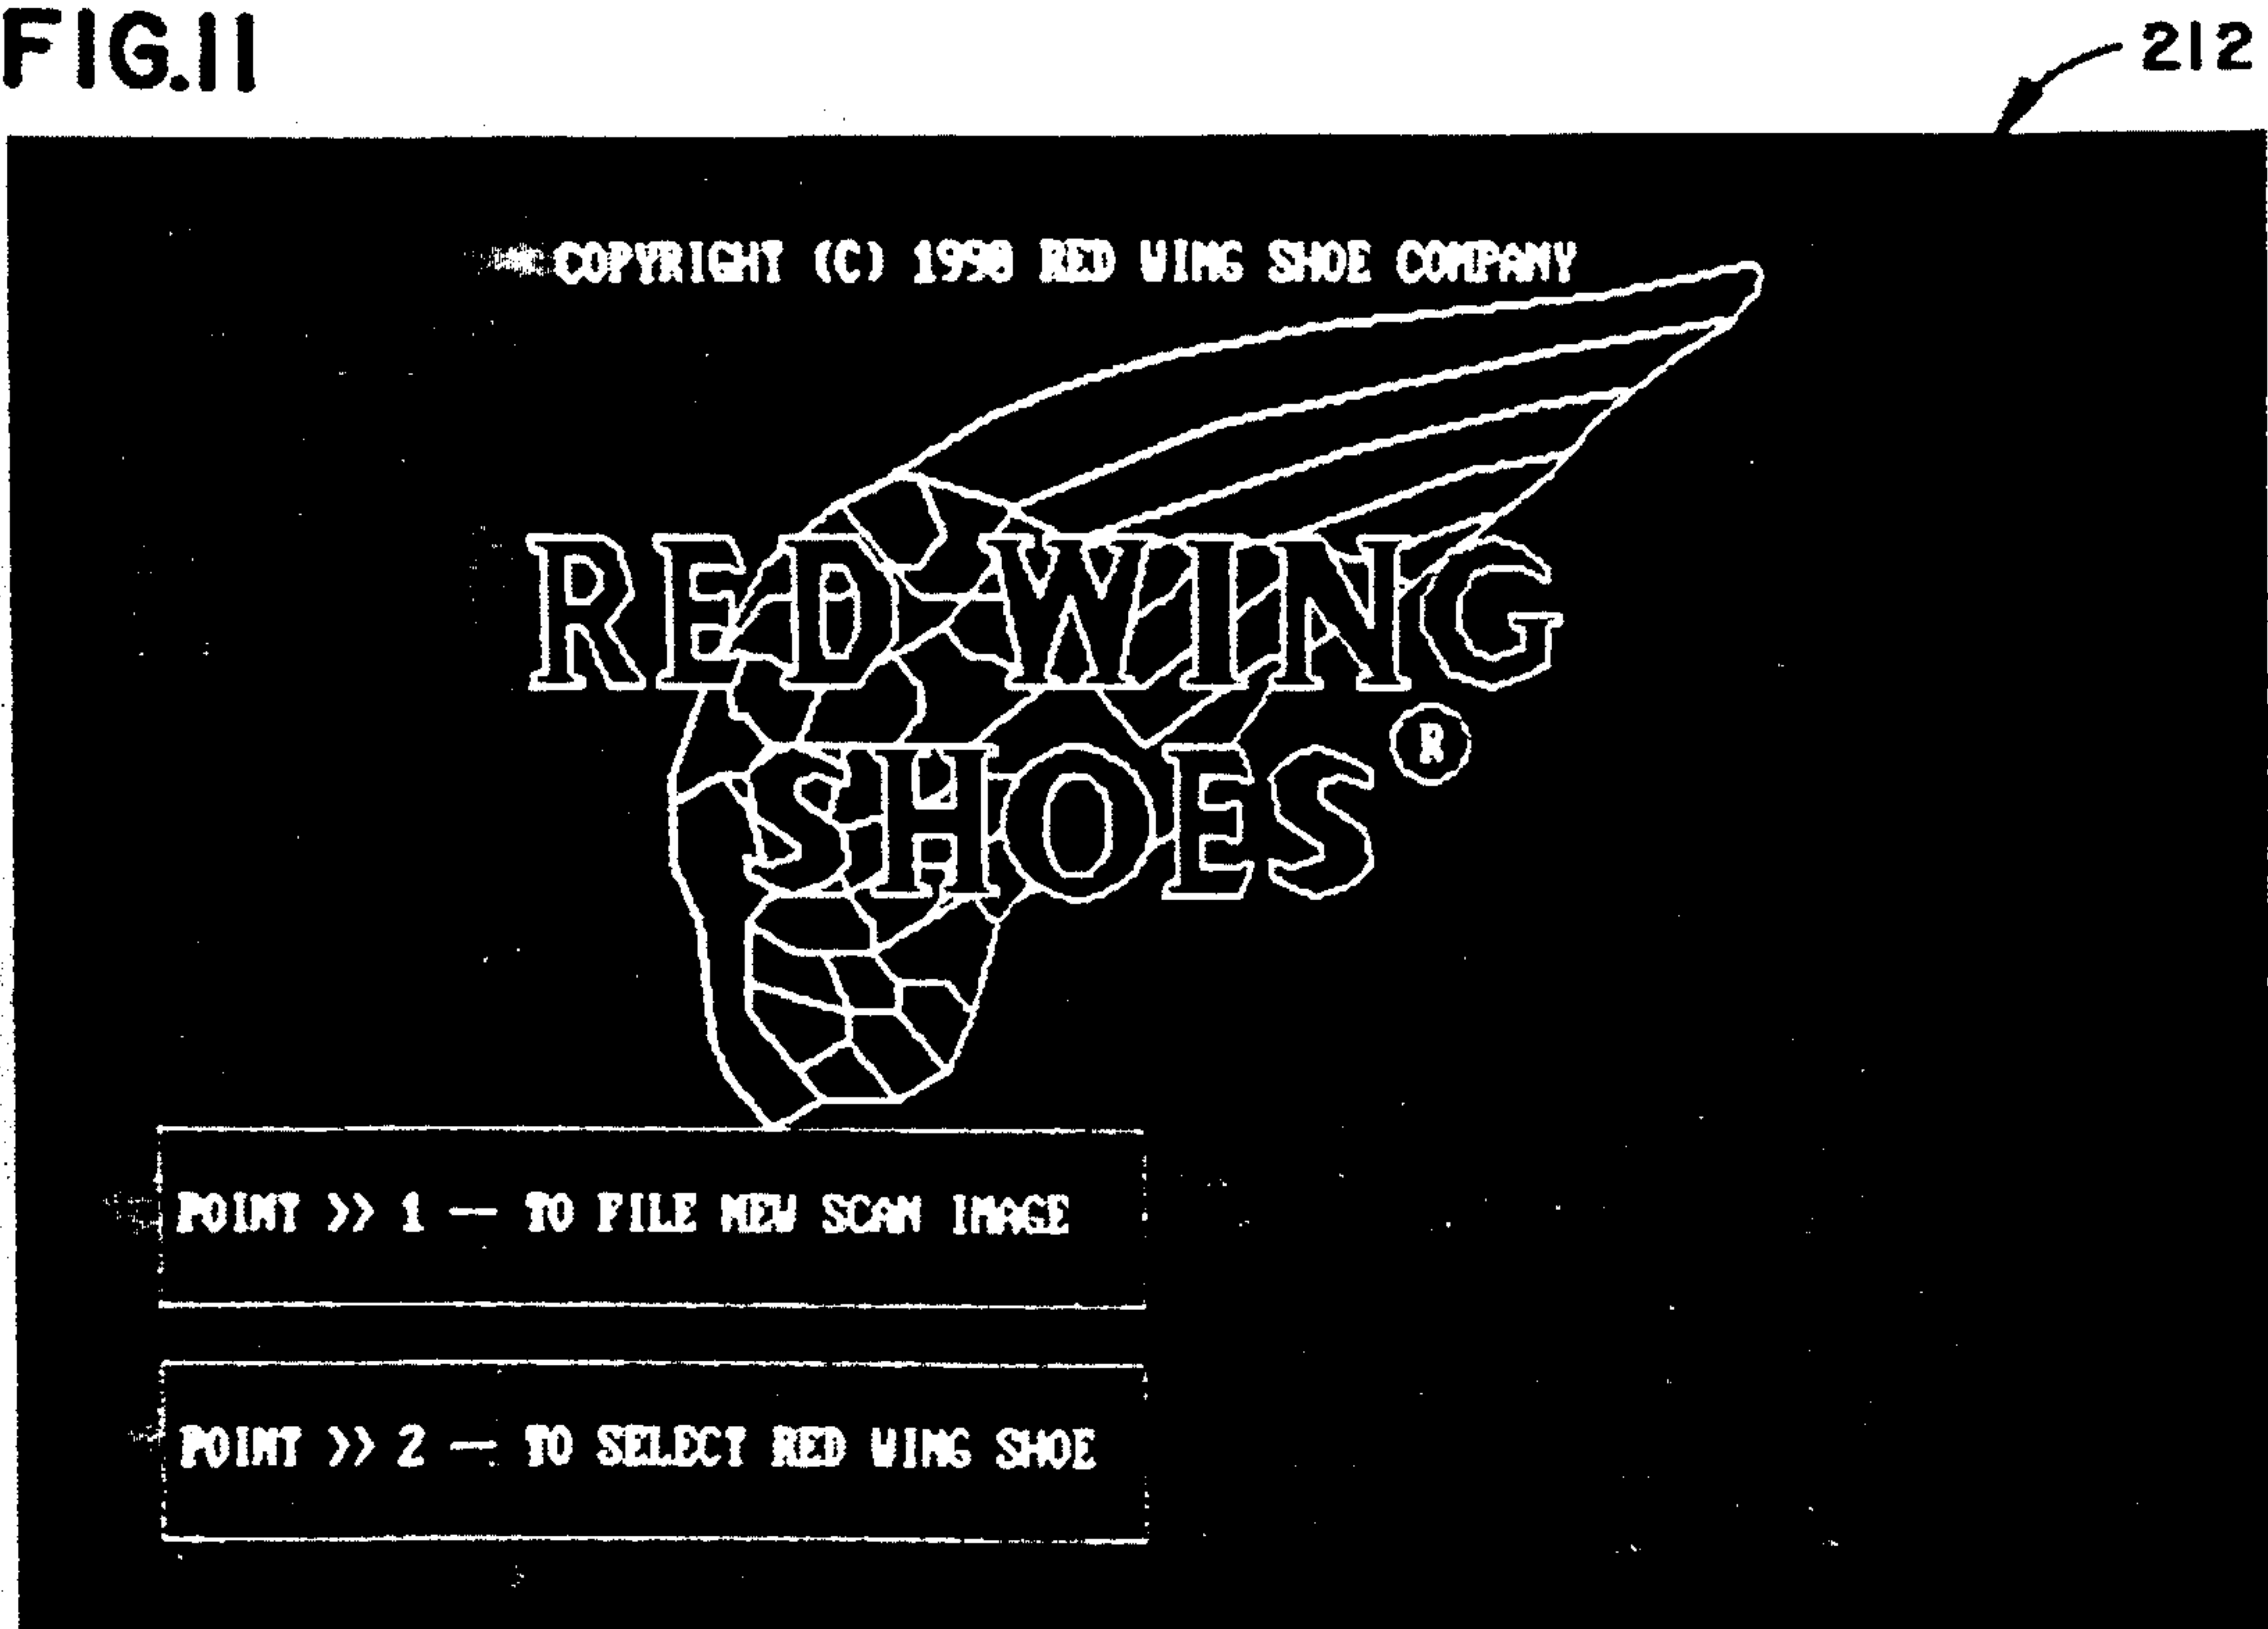 FIG.11
212
COPYRIGHT (C) 1990 RED WING SHOE COMPANY
RED WING
SHOES ®
POINT >> 1 — TO FILE NEW SCAN IMAGE
POINT >> 2 — TO SELECT RED WING SHOE